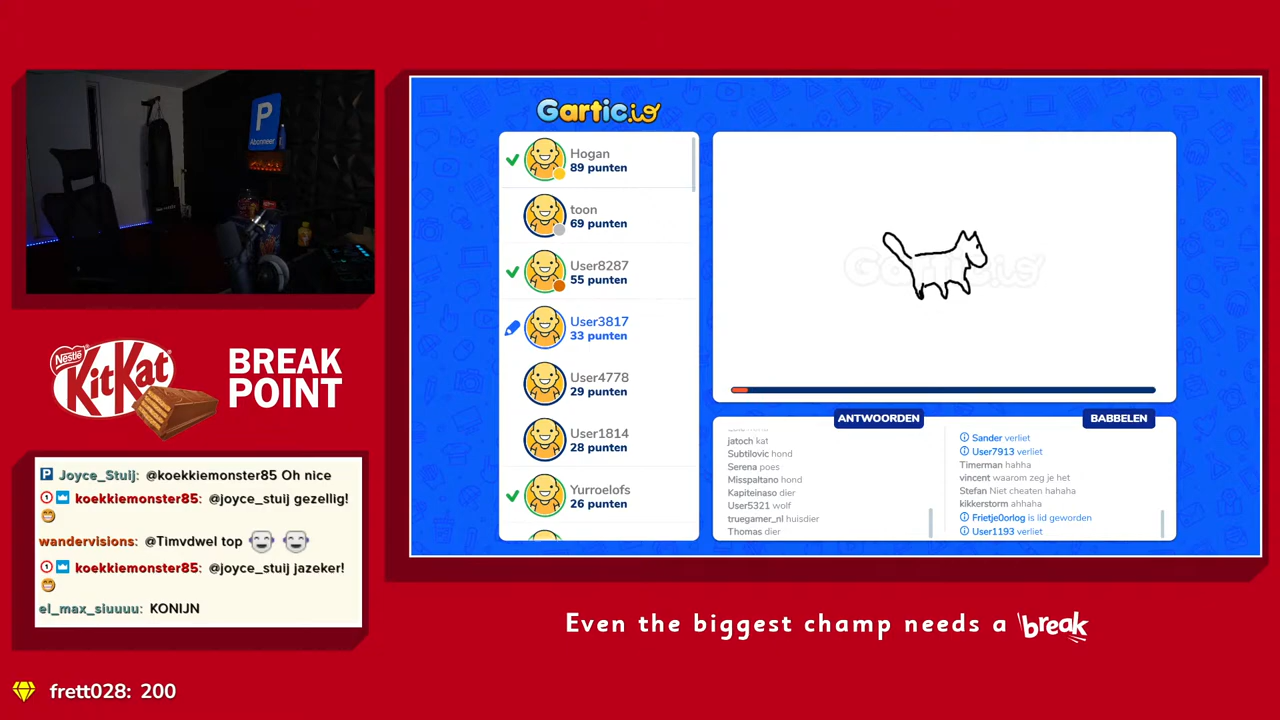 P
Abonneer
Nestlé
KitKat
BREAK
POINT
Joyce_Stuij: @koekkiemonster85 Oh nice
koekkiemonster85: @joyce_stuij gezellig!
wandervisions: @Timvdwel top
koekkiemonster85: @joyce_stuij jazeker!
el_max_siuuuu: KONIJN
frett028: 200
Gartic.io
Hogan
89 punten
toon
69 punten
User8287
55 punten
User3817
33 punten
User4778
29 punten
User1814
28 punten
Yurroelofs
26 punten
Gartic.io
ANTWOORDEN
jatoch kat
Subtilovic hond
Serena poes
Misspaltano hond
Kapiteinaso dier
User5321 wolf
truegamer_nl huisdier
Thomas dier
BABBELEN
Sander verliet
User7913 verliet
Timerman hahha
vincent waarom zeg je het
Stefan Niet cheaten hahaha
kikkerstorm ahhaha
Frietje0orlog is lid geworden
User1193 verliet
Even the biggest champ needs a break